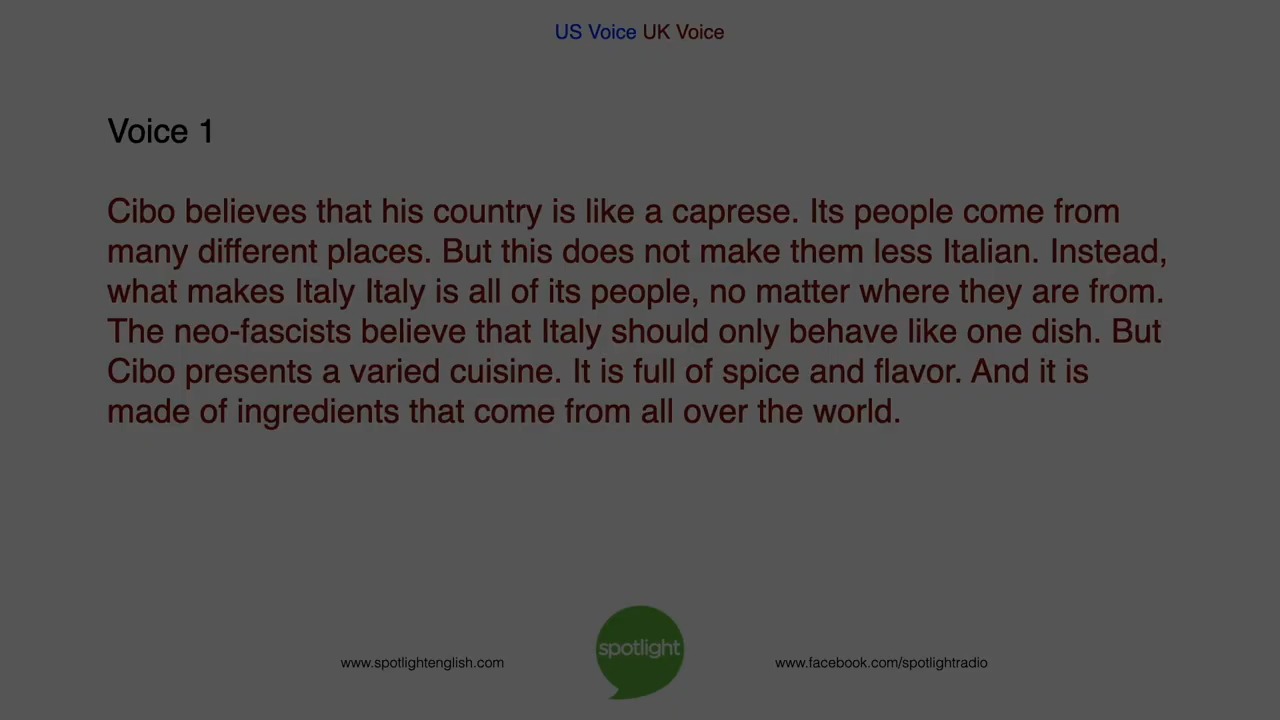 US Voice UK Voice
Voice 1
Cibo believes that his country is like a caprese. Its people come from
many different places. But this does not make them less Italian. Instead,
what makes Italy Italy is all of its people, no matter where they are from.
The neo-fascists believe that Italy should only behave like one dish. But
Cibo presents a varied cuisine. It is full of spice and flavor. And it is
made of ingredients that come from all over the world.
spotlight
www.spotlightenglish.com
www.facebook.com/spotlightradio